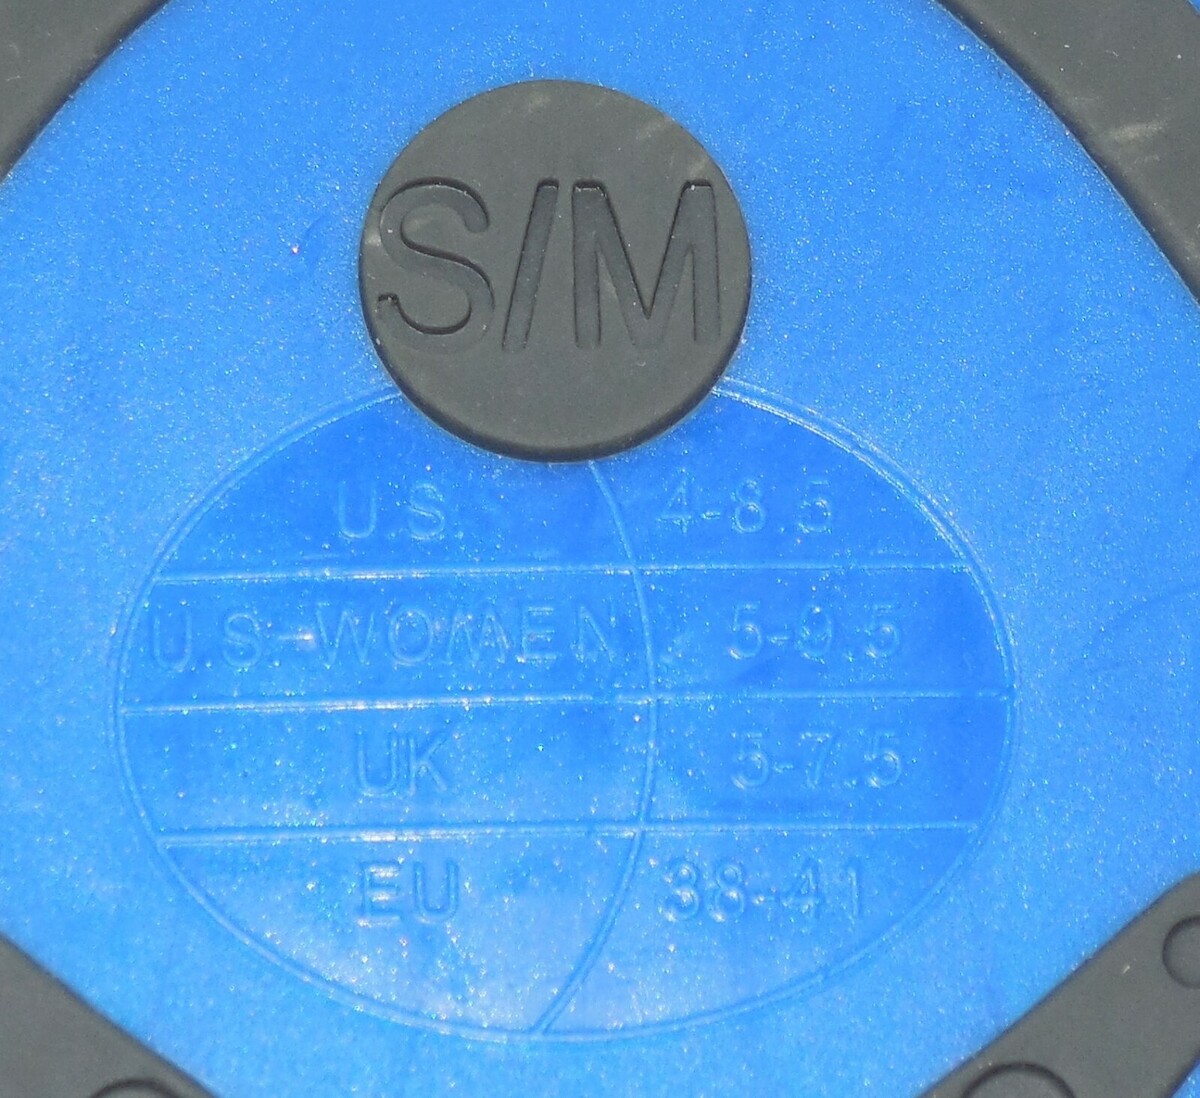 S/M
U.S. 4-8.5
U.S.-WOMEN 5-9.5
UK 5-7.5
EU 38-41